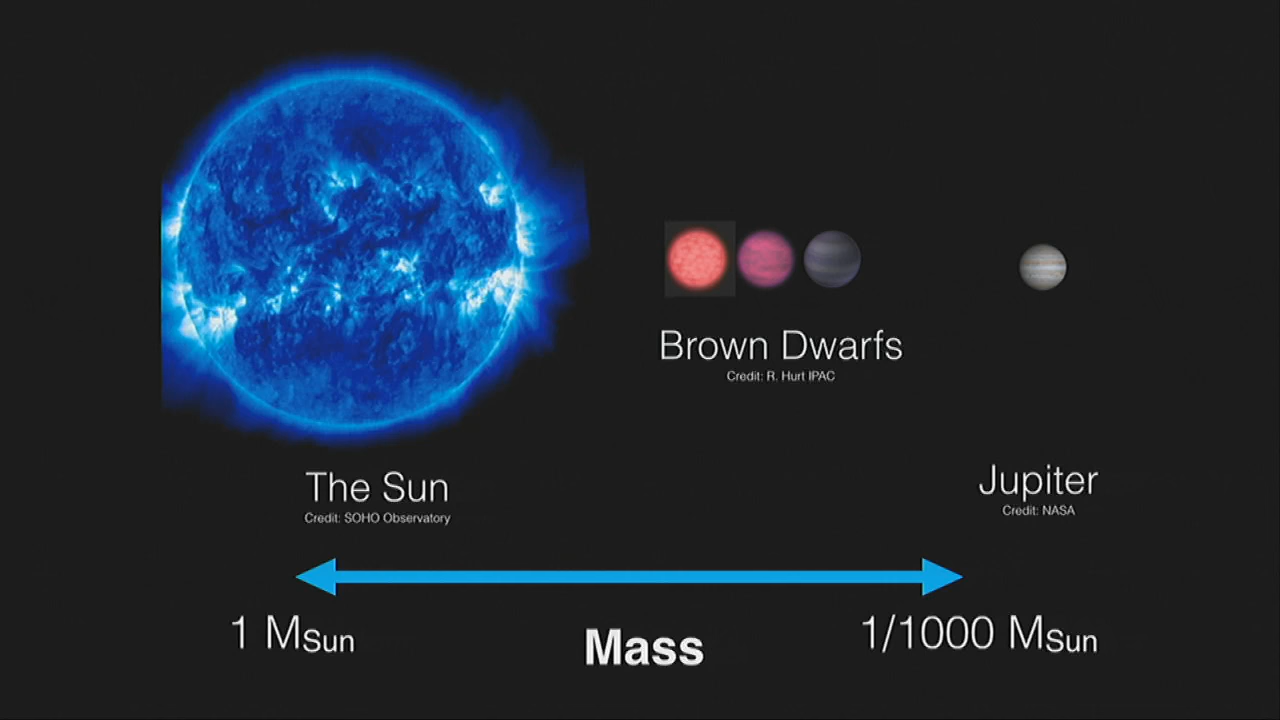 Brown Dwarfs
Credit: R. Hurt IPAC
The Sun
Credit: SOHO Observatory
Jupiter
Credit: NASA
1 MSun
Mass
1/1000 MSun